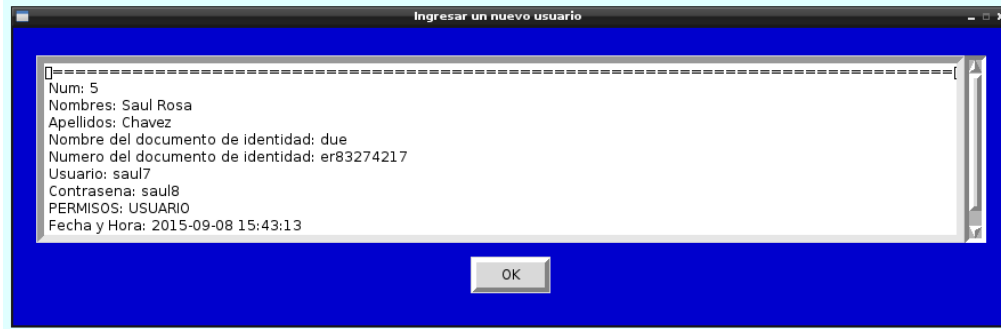 Ingresar un nuevo usuario
[]==============================================================================[
Num: 5
Nombres: Saul Rosa
Apellidos: Chavez
Nombre del documento de identidad: due
Numero del documento de identidad: er83274217
Usuario: saul7
Contrasena: saul8
PERMISOS: USUARIO
Fecha y Hora: 2015-09-08 15:43:13
OK